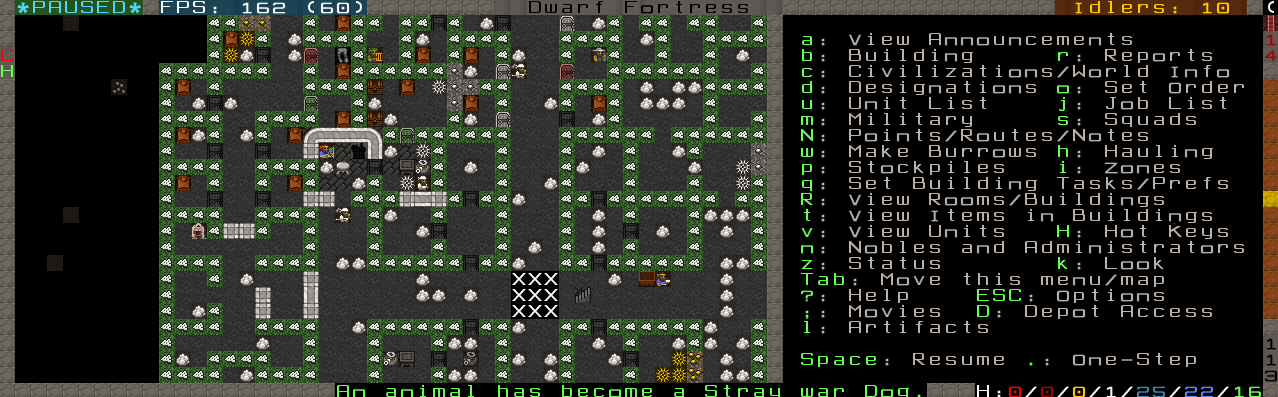 *PAUSED* FPS: 162 (60) Dwarf Fortress Idlers: 10
a: View Announcements
b: Building r: Reports
c: Civilizations/World Info
d: Designations o: Set Order
u: Unit List j: Job List
m: Military s: Squads
N: Points/Routes/Notes
w: Make Burrows h: Hauling
p: Stockpiles i: Zones
q: Set Building Tasks/Prefs
R: View Rooms/Buildings
t: View Items in Buildings
v: View Units H: Hot Keys
n: Nobles and Administrators
z: Status k: Look
Tab: Move this menu/map
?: Help ESC: Options
;: Movies D: Depot Access
l: Artifacts
Space: Resume .: One-Step
An animal has become a Stray war Dog. H:0/0/0/1/25/22/16